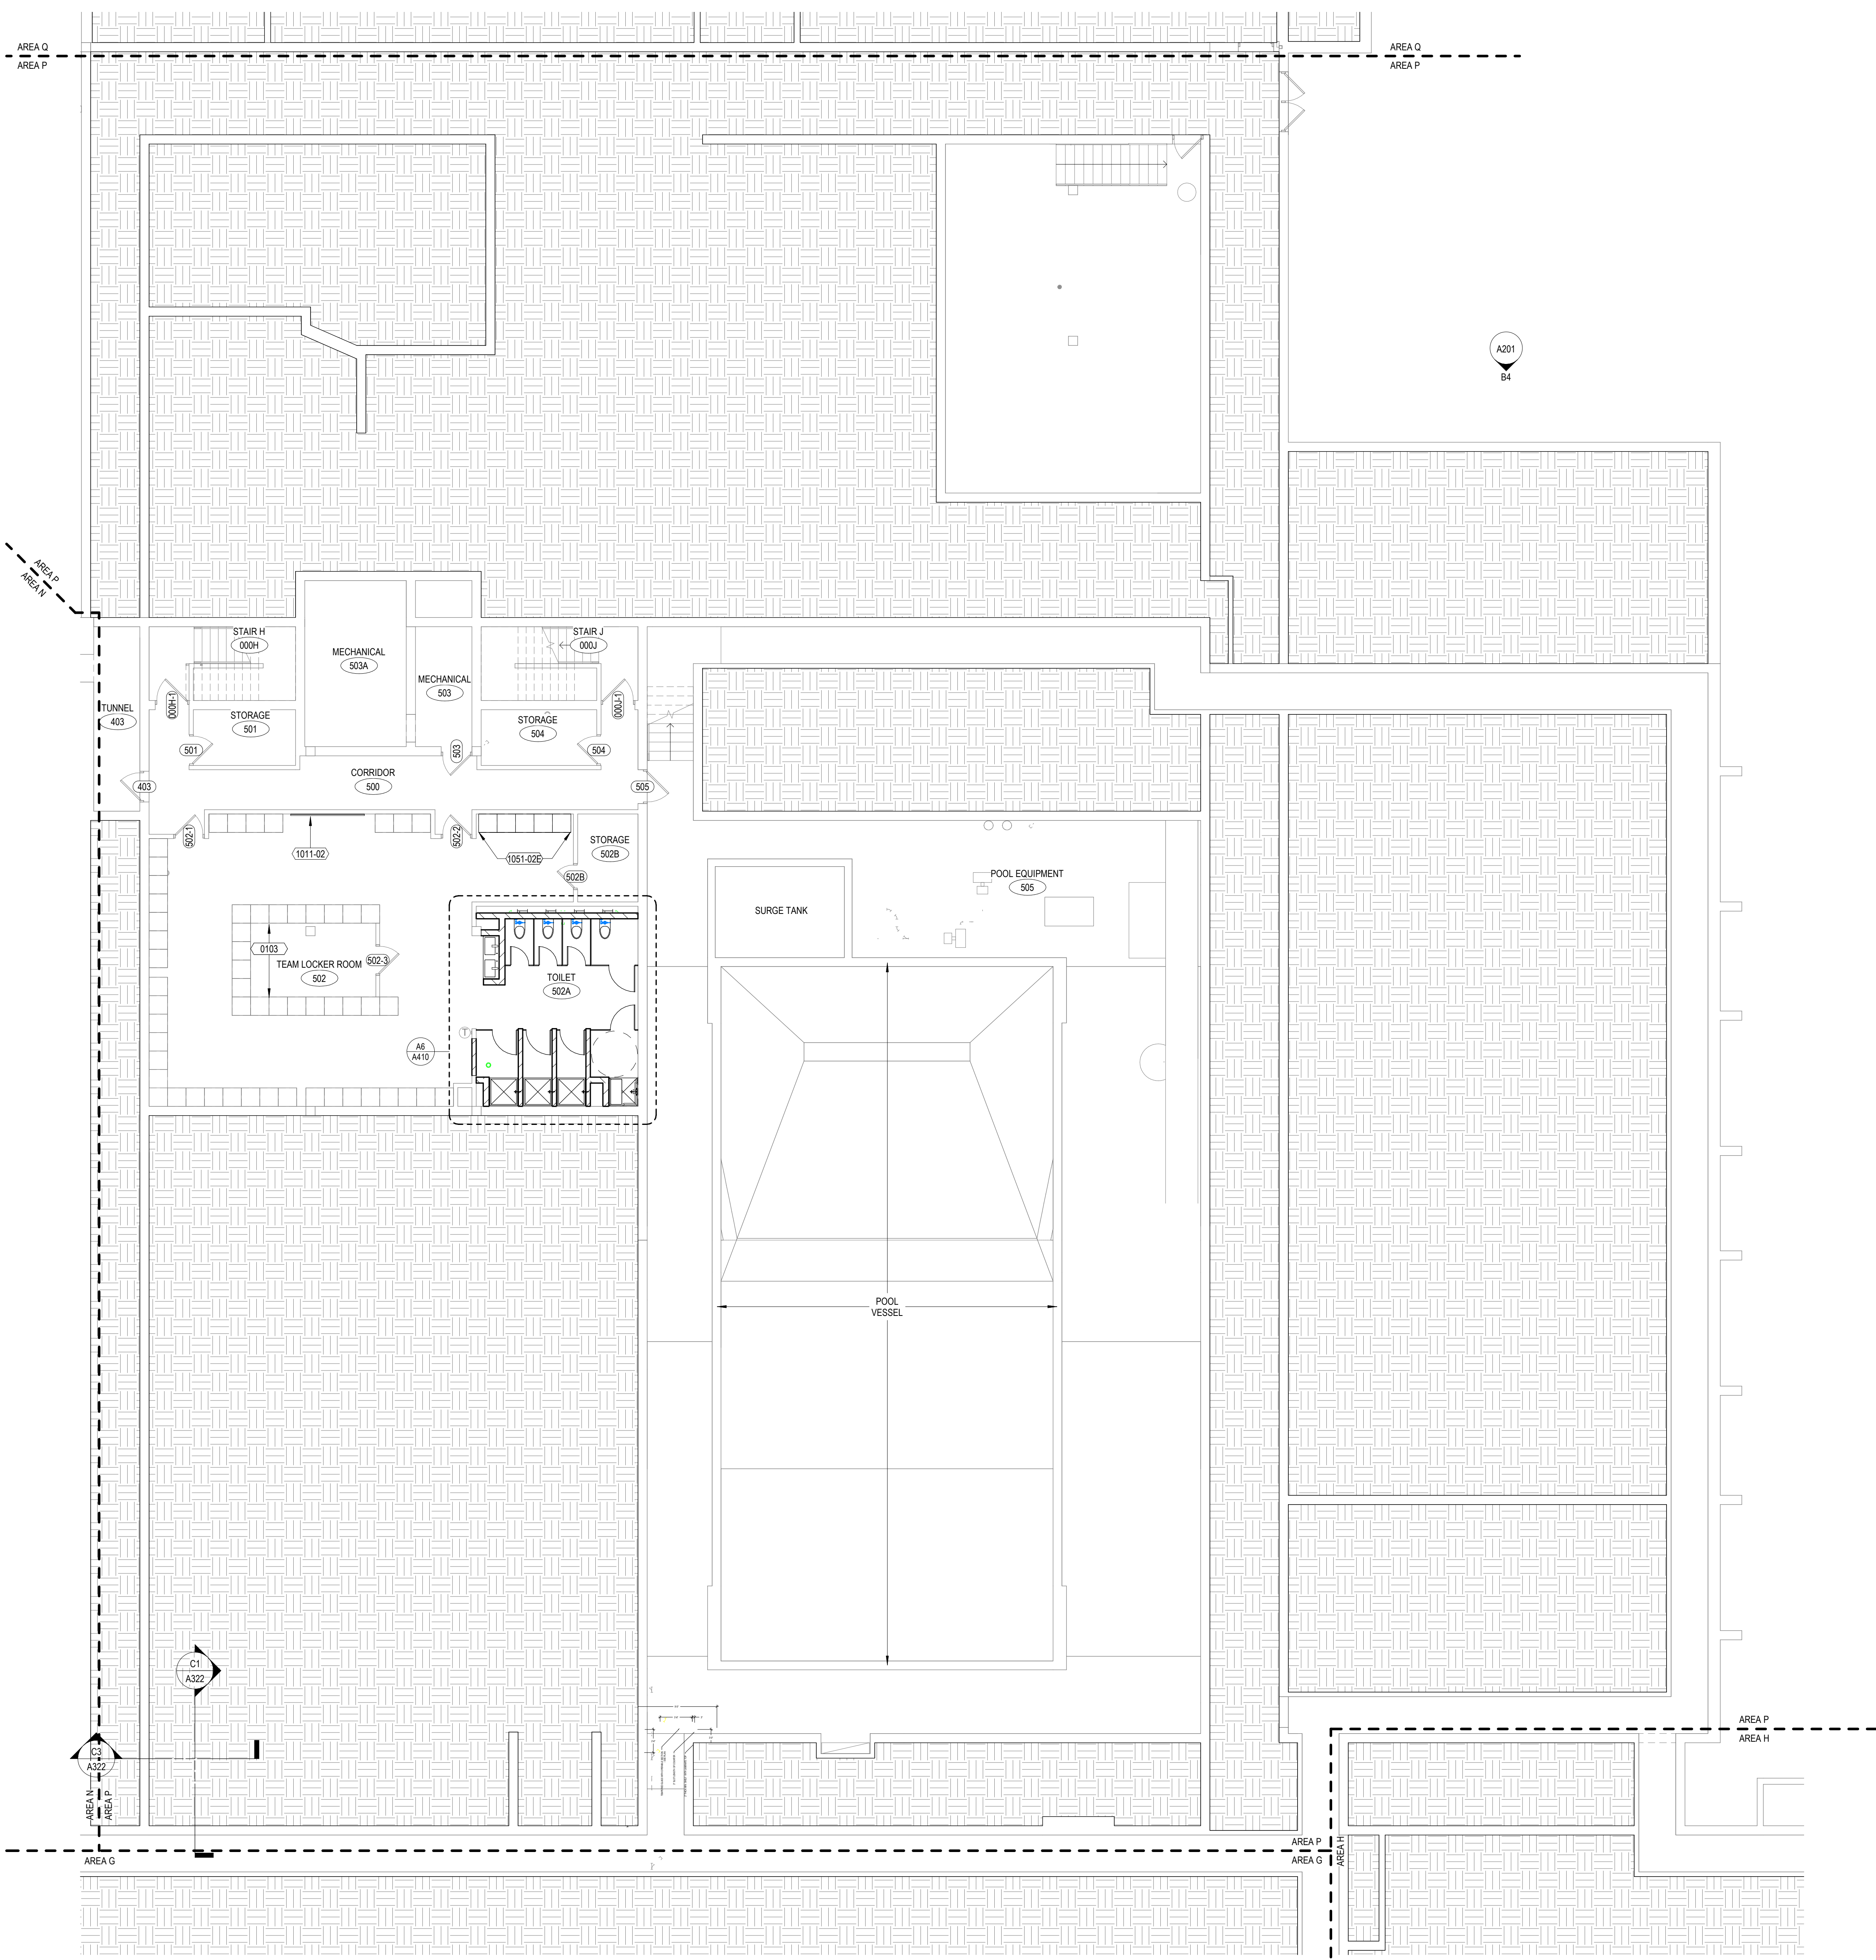 AREA Q
AREA P
AREA Q
AREA P
A201
B4
AREA P
AREA N
STAIR H
000H
STAIR J
000J
MECHANICAL
503A
MECHANICAL
503
TUNNEL
403
000H-1
STORAGE
501
STORAGE
504
000J-1
501
503
504
CORRIDOR
500
403
505
502-1
502-2
1011-02
1051-02E
STORAGE
502B
502B
POOL EQUIPMENT
505
SURGE TANK
0103
TEAM LOCKER ROOM
502
502-3
TOILET
502A
T
A6
A410
POOL
VESSEL
C1
A322
C3
A322
AREA N
AREA P
AREA P
AREA H
AREA G
AREA P
AREA G
AREA H